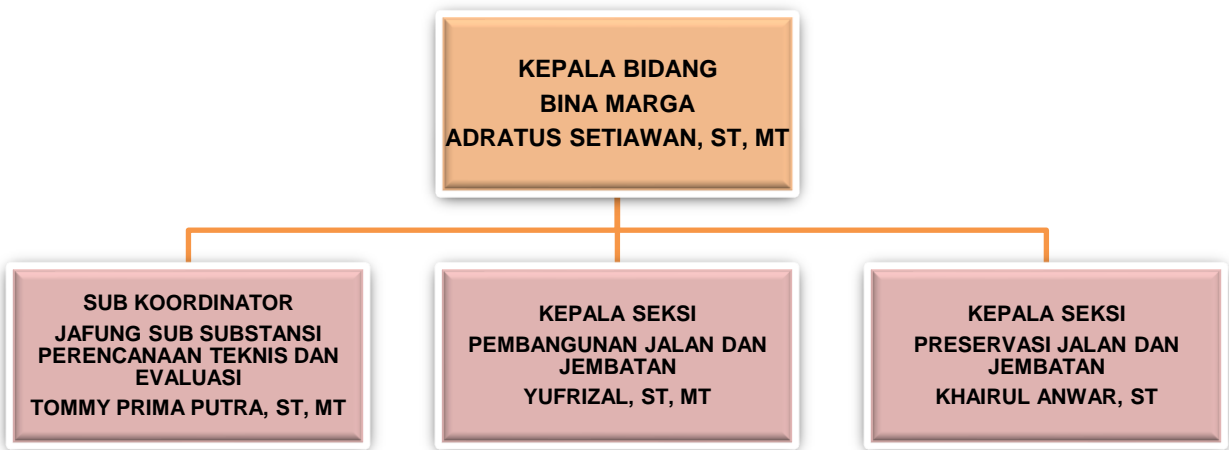 KEPALA BIDANG
BINA MARGA
ADRATUS SETIAWAN, ST, MT
SUB KOORDINATOR
JAFUNG SUB SUBSTANSI
PERENCANAAN TEKNIS DAN
EVALUASI
TOMMY PRIMA PUTRA, ST, MT
KEPALA SEKSI
PEMBANGUNAN JALAN DAN
JEMBATAN
YUFRIZAL, ST, MT
KEPALA SEKSI
PRESERVASI JALAN DAN
JEMBATAN
KHAIRUL ANWAR, ST